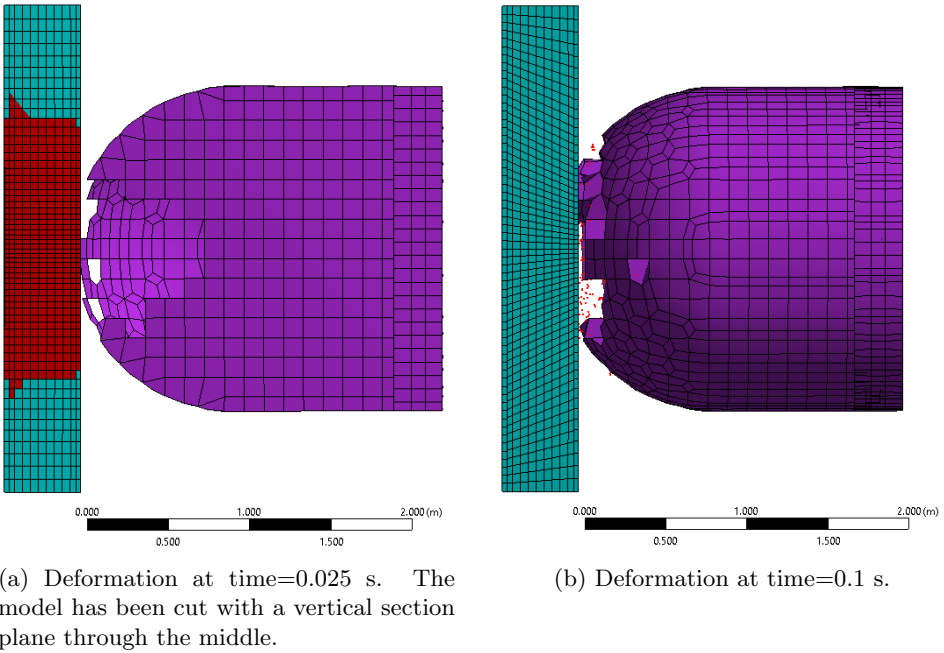 0.000 1.000 2.000 (m)
0.500 1.500
(a) Deformation at time=0.025 s. The
model has been cut with a vertical section
plane through the middle.
0.000 1.000 2.000 (m)
0.500 1.500
(b) Deformation at time=0.1 s.